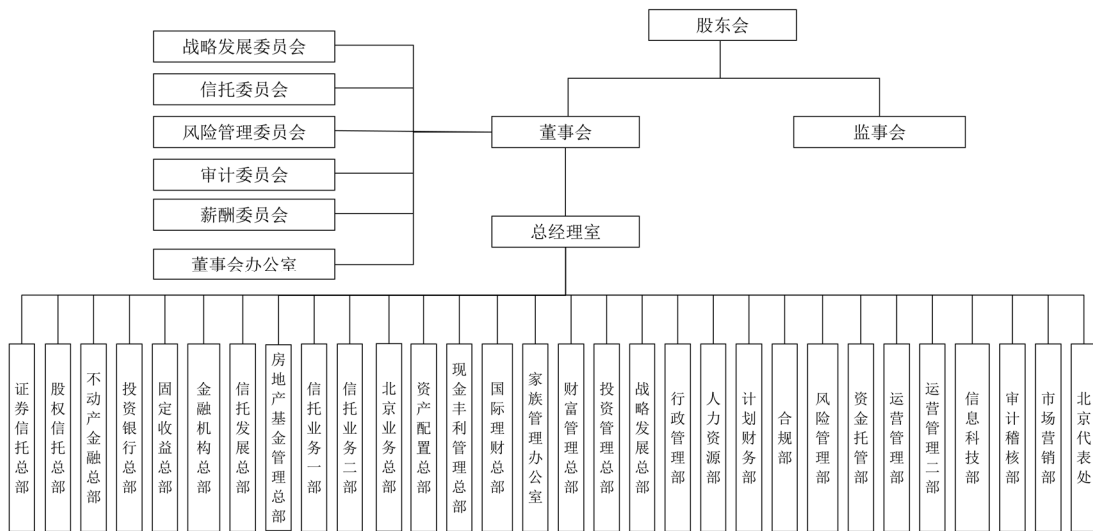 股东会
战略发展委员会
信托委员会
风险管理委员会
审计委员会
薪酬委员会
董事会办公室
董事会
监事会
总经理室
证券信托总部
股权信托总部
不动产金融总部
投资银行总部
固定收益总部
金融机构总部
信托发展总部
房地产基金管理总部
信托业务一部
信托业务二部
北京业务总部
资产配置总部
现金丰利管理总部
国际理财总部
家族管理办公室
财富管理总部
投资管理总部
战略发展总部
行政管理部
人力资源部
计划财务部
合规部
风险管理部
资金托管部
运营管理部
运营管理二部
信息科技部
审计稽核部
市场营销部
北京代表处